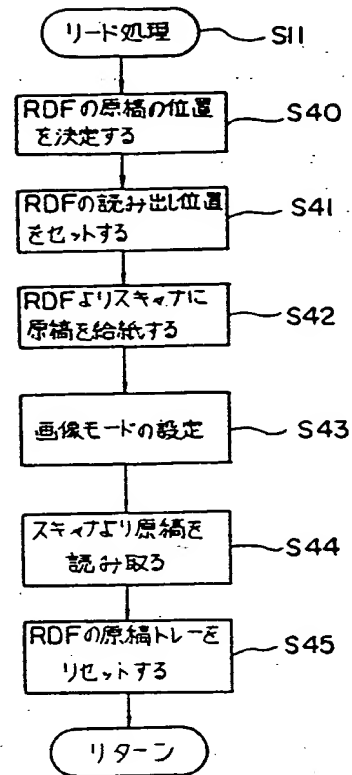 リード処理
S11
RDFの原稿の位置
を決定する
S40
RDFの読み出し位置
をセットする
S41
RDFよりスキャナに
原稿を給紙する
S42
画像モードの設定
S43
スキャナより原稿を
読み取る
S44
RDFの原稿トレーを
リセットする
S45
リターン